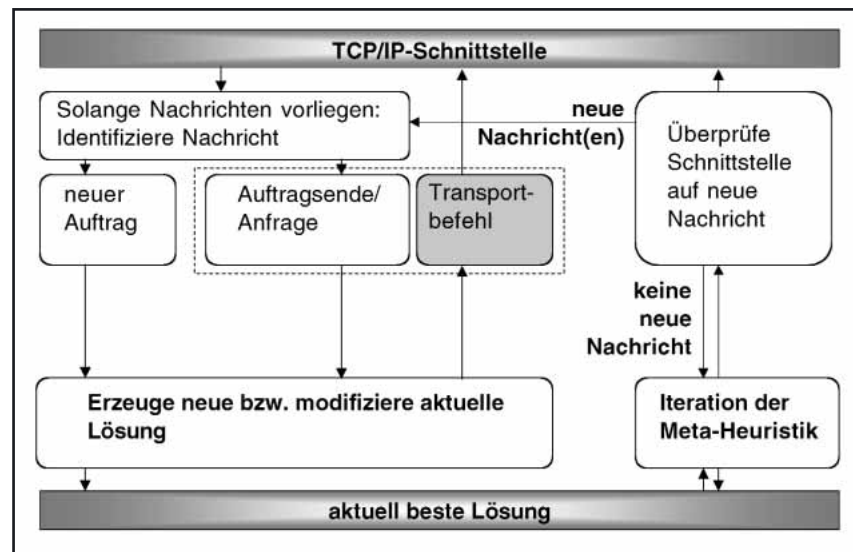 TCP/IP-Schnittstelle
Solange Nachrichten vorliegen:
Identifiziere Nachricht
neue
Nachricht(en)
Überprüfe
Schnittstelle
auf neue
Nachricht
neuer
Auftrag
Auftragsende/
Anfrage
Transport-
befehl
keine
neue
Nachricht
Erzeuge neue bzw. modifiziere aktuelle
Lösung
Iteration der
Meta-Heuristik
aktuell beste Lösung